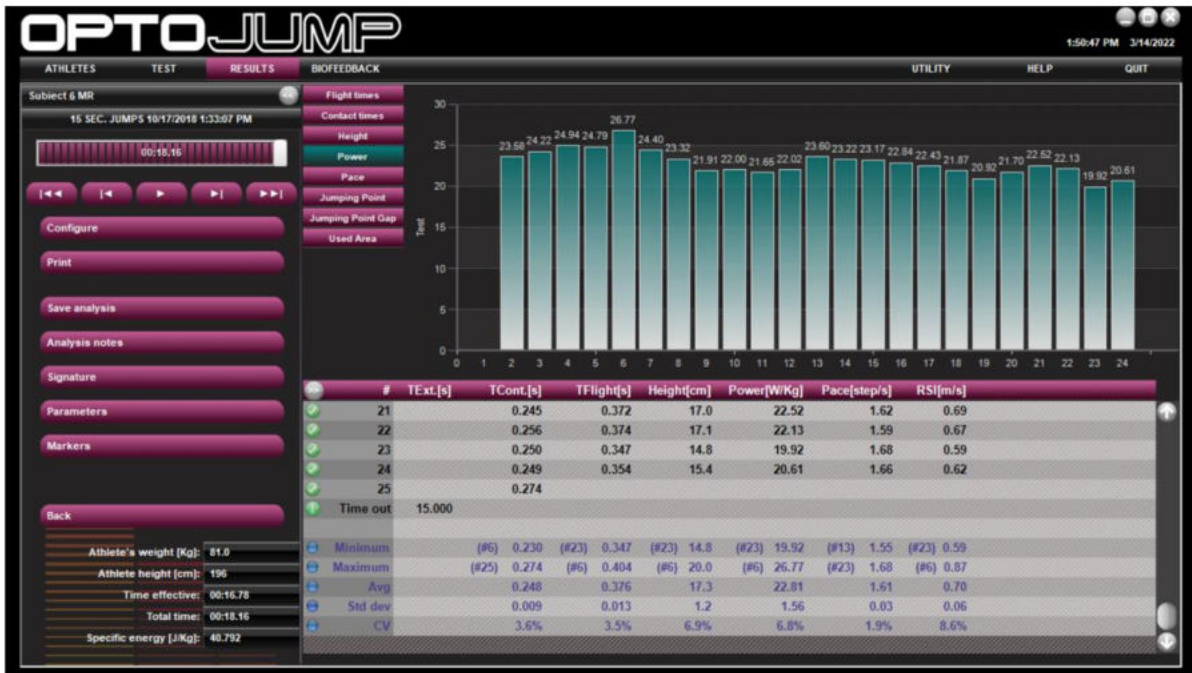 OPTOJUMP
1:50:47 PM 3/14/2022
ATHLETES TEST RESULTS BIOFEEDBACK UTILITY HELP QUIT
Subject 6 MR
15 SEC. JUMPS 10/17/2018 1:33:07 PM
00:18.16
Configure
Print
Save analysis
Analysis notes
Signature
Parameters
Markers
Back
Athlete's weight [Kg]: 81.0
Athlete height [cm]: 196
Time effective: 00:16.78
Total time: 00:18.16
Specific energy [J/Kg]: 40.792
Flight times
Contact times
Height
Power
Pace
Jumping Point
Jumping Point Gap
Used Area
Test
30
25
20
15
10
5
0
23.58 24.22 24.94 24.79 26.77 24.40 23.32 21.91 22.00 21.65 22.02 23.60 23.22 23.17 22.84 22.43 21.87 20.92 21.70 22.52 22.13 19.92 20.61
0 1 2 3 4 5 6 7 8 9 10 11 12 13 14 15 16 17 18 19 20 21 22 23 24
# TExt.[s] TCont.[s] TFlight[s] Height[cm] Power[W/Kg] Pace[step/s] RSI[m/s]
21 0.245 0.372 17.0 22.52 1.62 0.69
22 0.256 0.374 17.1 22.13 1.59 0.67
23 0.250 0.347 14.8 19.92 1.68 0.59
24 0.249 0.354 15.4 20.61 1.66 0.62
25 0.274
Time out 15.000
Minimum (#6) 0.230 (#23) 0.347 (#23) 14.8 (#23) 19.92 (#13) 1.55 (#23) 0.59
Maximum (#25) 0.274 (#6) 0.404 (#6) 20.0 (#6) 26.77 (#23) 1.68 (#6) 0.87
Avg 0.248 0.376 17.3 22.81 1.61 0.70
Std dev 0.009 0.013 1.2 1.56 0.03 0.06
CV 3.6% 3.5% 6.9% 6.8% 1.9% 8.6%